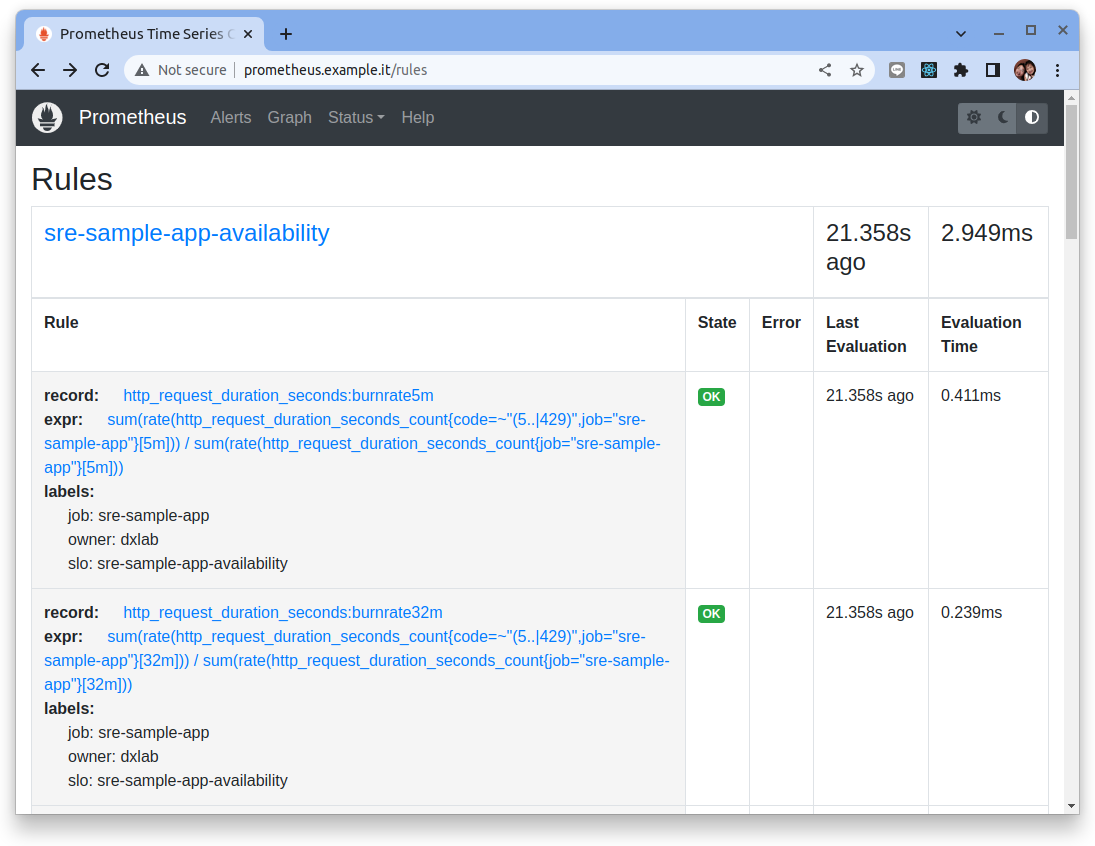 Prometheus Time Series C
Not secure
prometheus.example.it/rules
Prometheus
Alerts
Graph
Status
Help
Rules
sre-sample-app-availability
21.358s
ago
2.949ms
Rule
State
Error
Last
Evaluation
Evaluation
Time
record: http_request_duration_seconds:burnrate5m
expr: sum(rate(http_request_duration_seconds_count{code=~"(5..|429)",job="sre-
sample-app"}[5m])) / sum(rate(http_request_duration_seconds_count{job="sre-sample-
app"}[5m]))
labels:
job: sre-sample-app
owner: dxlab
slo: sre-sample-app-availability
OK
21.358s ago
0.411ms
record: http_request_duration_seconds:burnrate32m
expr: sum(rate(http_request_duration_seconds_count{code=~"(5..|429)",job="sre-
sample-app"}[32m])) / sum(rate(http_request_duration_seconds_count{job="sre-sample-
app"}[32m]))
labels:
job: sre-sample-app
owner: dxlab
slo: sre-sample-app-availability
OK
21.358s ago
0.239ms